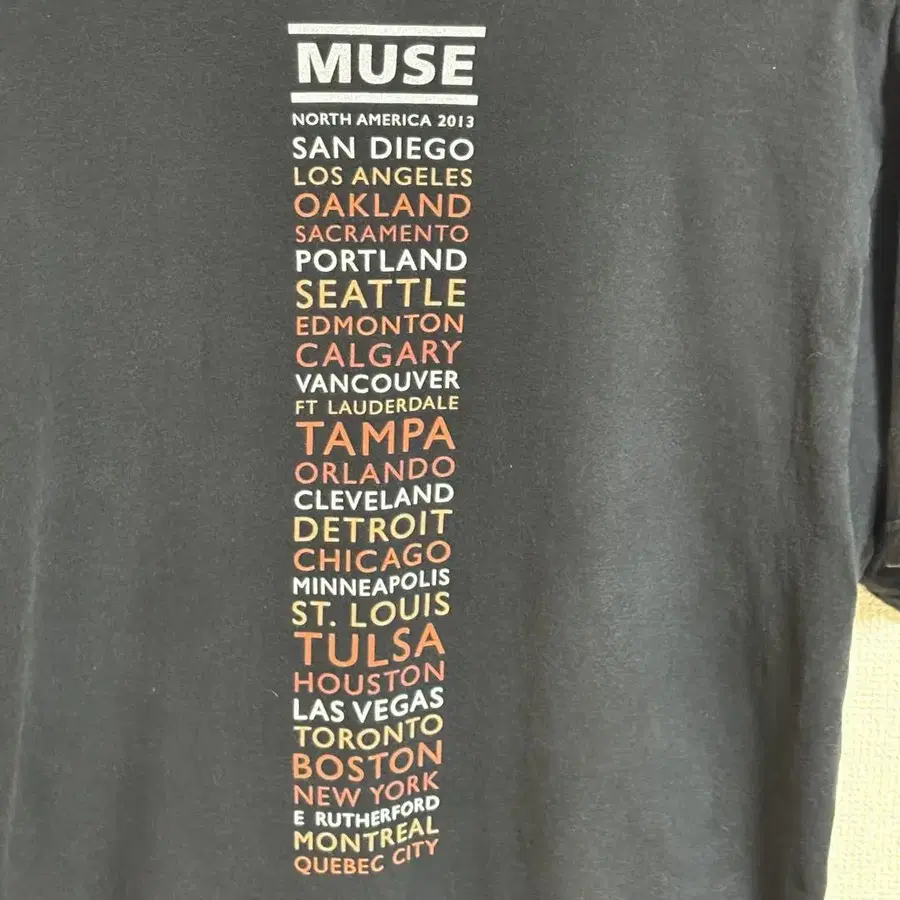 MUSE
NORTH AMERICA 2013
SAN DIEGO
LOS ANGELES
OAKLAND
SACRAMENTO
PORTLAND
SEATTLE
EDMONTON
CALGARY
VANCOUVER
FT LAUDERDALE
TAMPA
ORLANDO
CLEVELAND
DETROIT
CHICAGO
MINNEAPOLIS
ST. LOUIS
TULSA
HOUSTON
LAS VEGAS
TORONTO
BOSTON
NEW YORK
E RUTHERFORD
MONTREAL
QUEBEC CITY